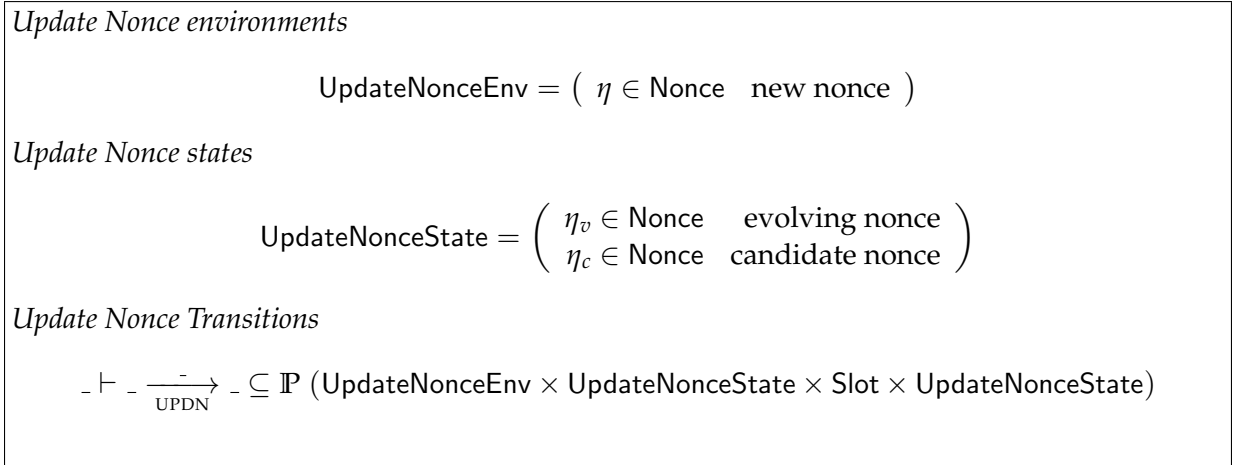 Update Nonce environments
UpdateNonceEnv = ( η ∈ Nonce new nonce )
Update Nonce states
UpdateNonceState = ( η_v ∈ Nonce evolving nonce
η_c ∈ Nonce candidate nonce )
Update Nonce Transitions
_ ⊢ _ →^{_}_{UPDN} _ ⊆ ℙ (UpdateNonceEnv × UpdateNonceState × Slot × UpdateNonceState)